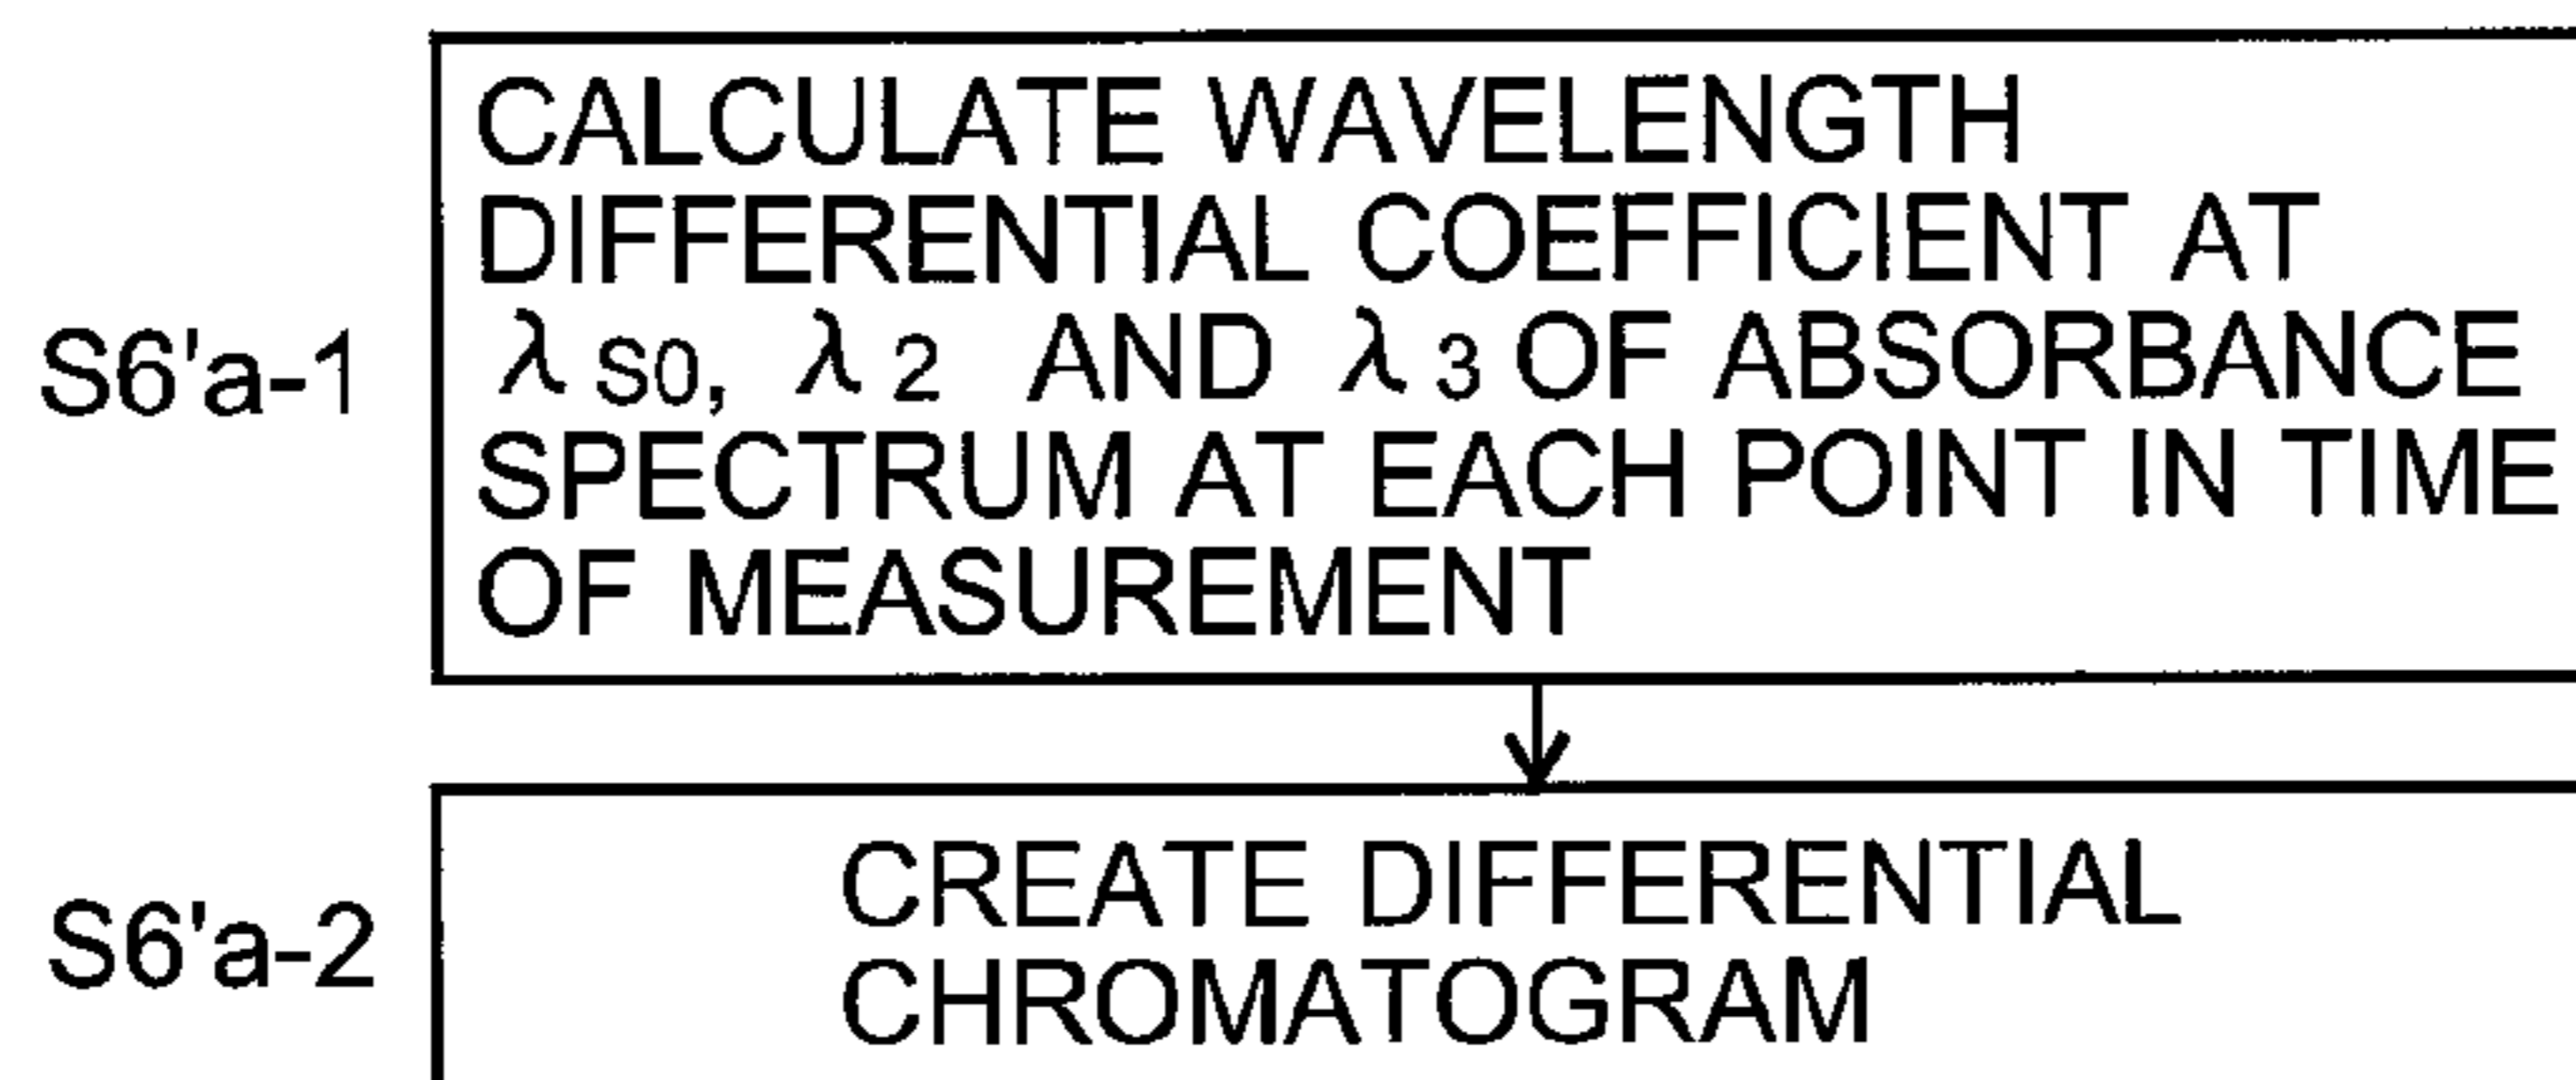 CALCULATE WAVELENGTH
DIFFERENTIAL COEFFICIENT AT
S6'a-1 λS0, λ2 AND λ3 OF ABSORBANCE
SPECTRUM AT EACH POINT IN TIME
OF MEASUREMENT
CREATE DIFFERENTIAL
S6'a-2
CHROMATOGRAM